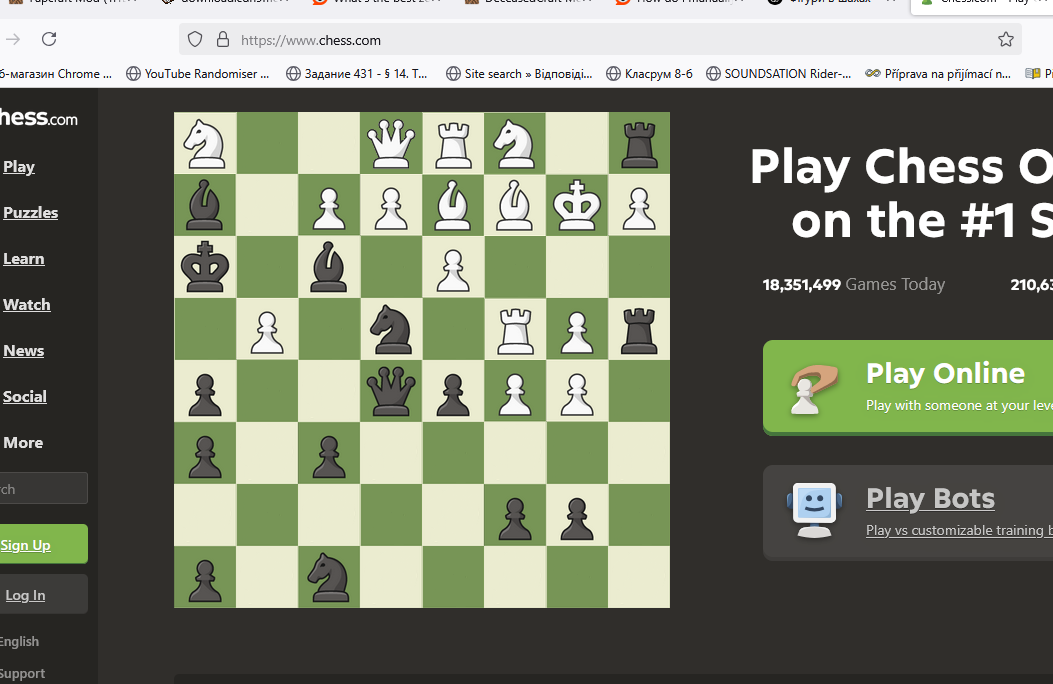 https://www.chess.com
б-магазин Chrome ... YouTube Randomiser ... Задание 431 - § 14. Т... Site search » Відповіді... Класрум 8-б SOUNDSATION Rider-... Příprava na přijímací n...
hess.com
Play
Puzzles
Learn
Watch
News
Social
More
rch
Sign Up
Log In
English
Support
Play Chess O
on the #1 S
18,351,499 Games Today 210,63
Play Online
Play with someone at your leve
Play Bots
Play vs customizable training b